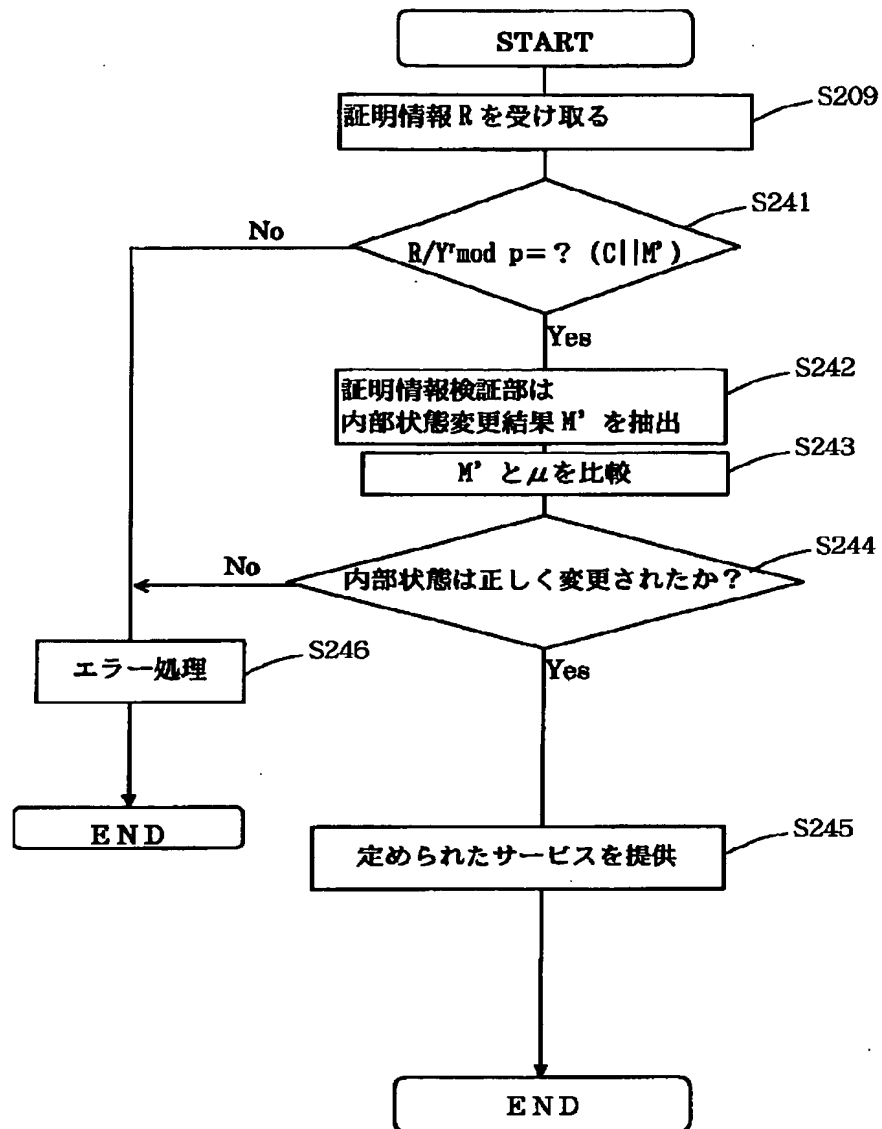 START
S209
証明情報 R を受け取る
S241
No
R/Yʳmod p=? (C||M')
Yes
S242
証明情報検証部は
内部状態変更結果 M' を抽出
S243
M' とμを比較
S244
No
内部状態は正しく変更されたか?
S246
エラー処理
Yes
END
S245
定められたサービスを提供
END